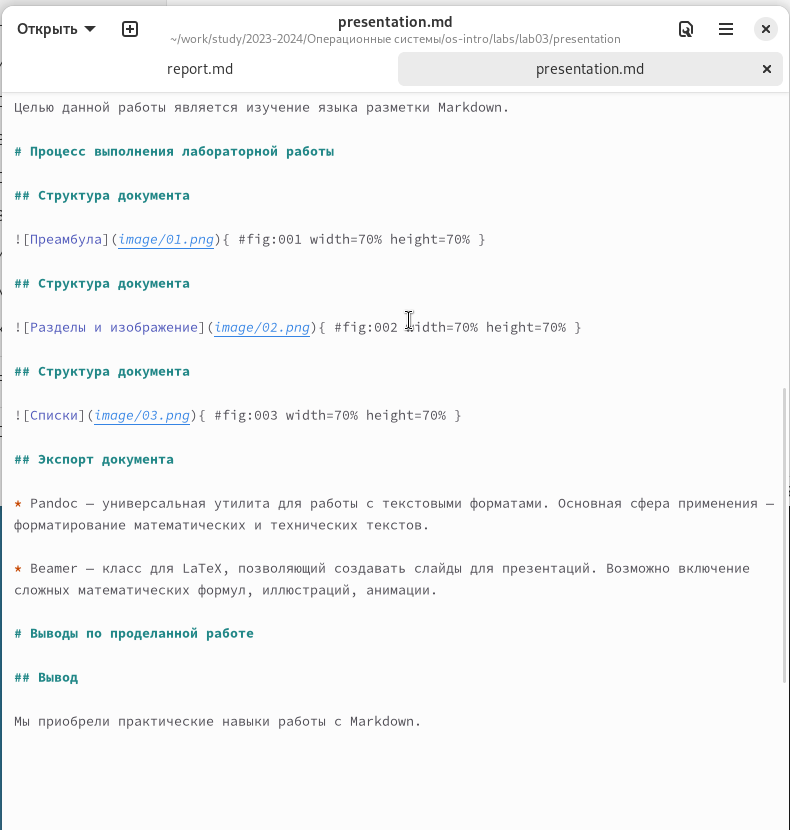 Открыть
presentation.md
~/work/study/2023-2024/Операционные системы/os-intro/labs/lab03/presentation
report.md
presentation.md
Целью данной работы является изучение языка разметки Markdown.
# Процесс выполнения лабораторной работы
## Структура документа
![Преамбула](image/01.png){ #fig:001 width=70% height=70% }
## Структура документа
![Разделы и изображение](image/02.png){ #fig:002 width=70% height=70% }
## Структура документа
![Списки](image/03.png){ #fig:003 width=70% height=70% }
## Экспорт документа
* Pandoc — универсальная утилита для работы с текстовыми форматами. Основная сфера применения —
форматирование математических и технических текстов.
* Beamer — класс для LaTeX, позволяющий создавать слайды для презентаций. Возможно включение
сложных математических формул, иллюстраций, анимации.
# Выводы по проделанной работе
## Вывод
Мы приобрели практические навыки работы с Markdown.